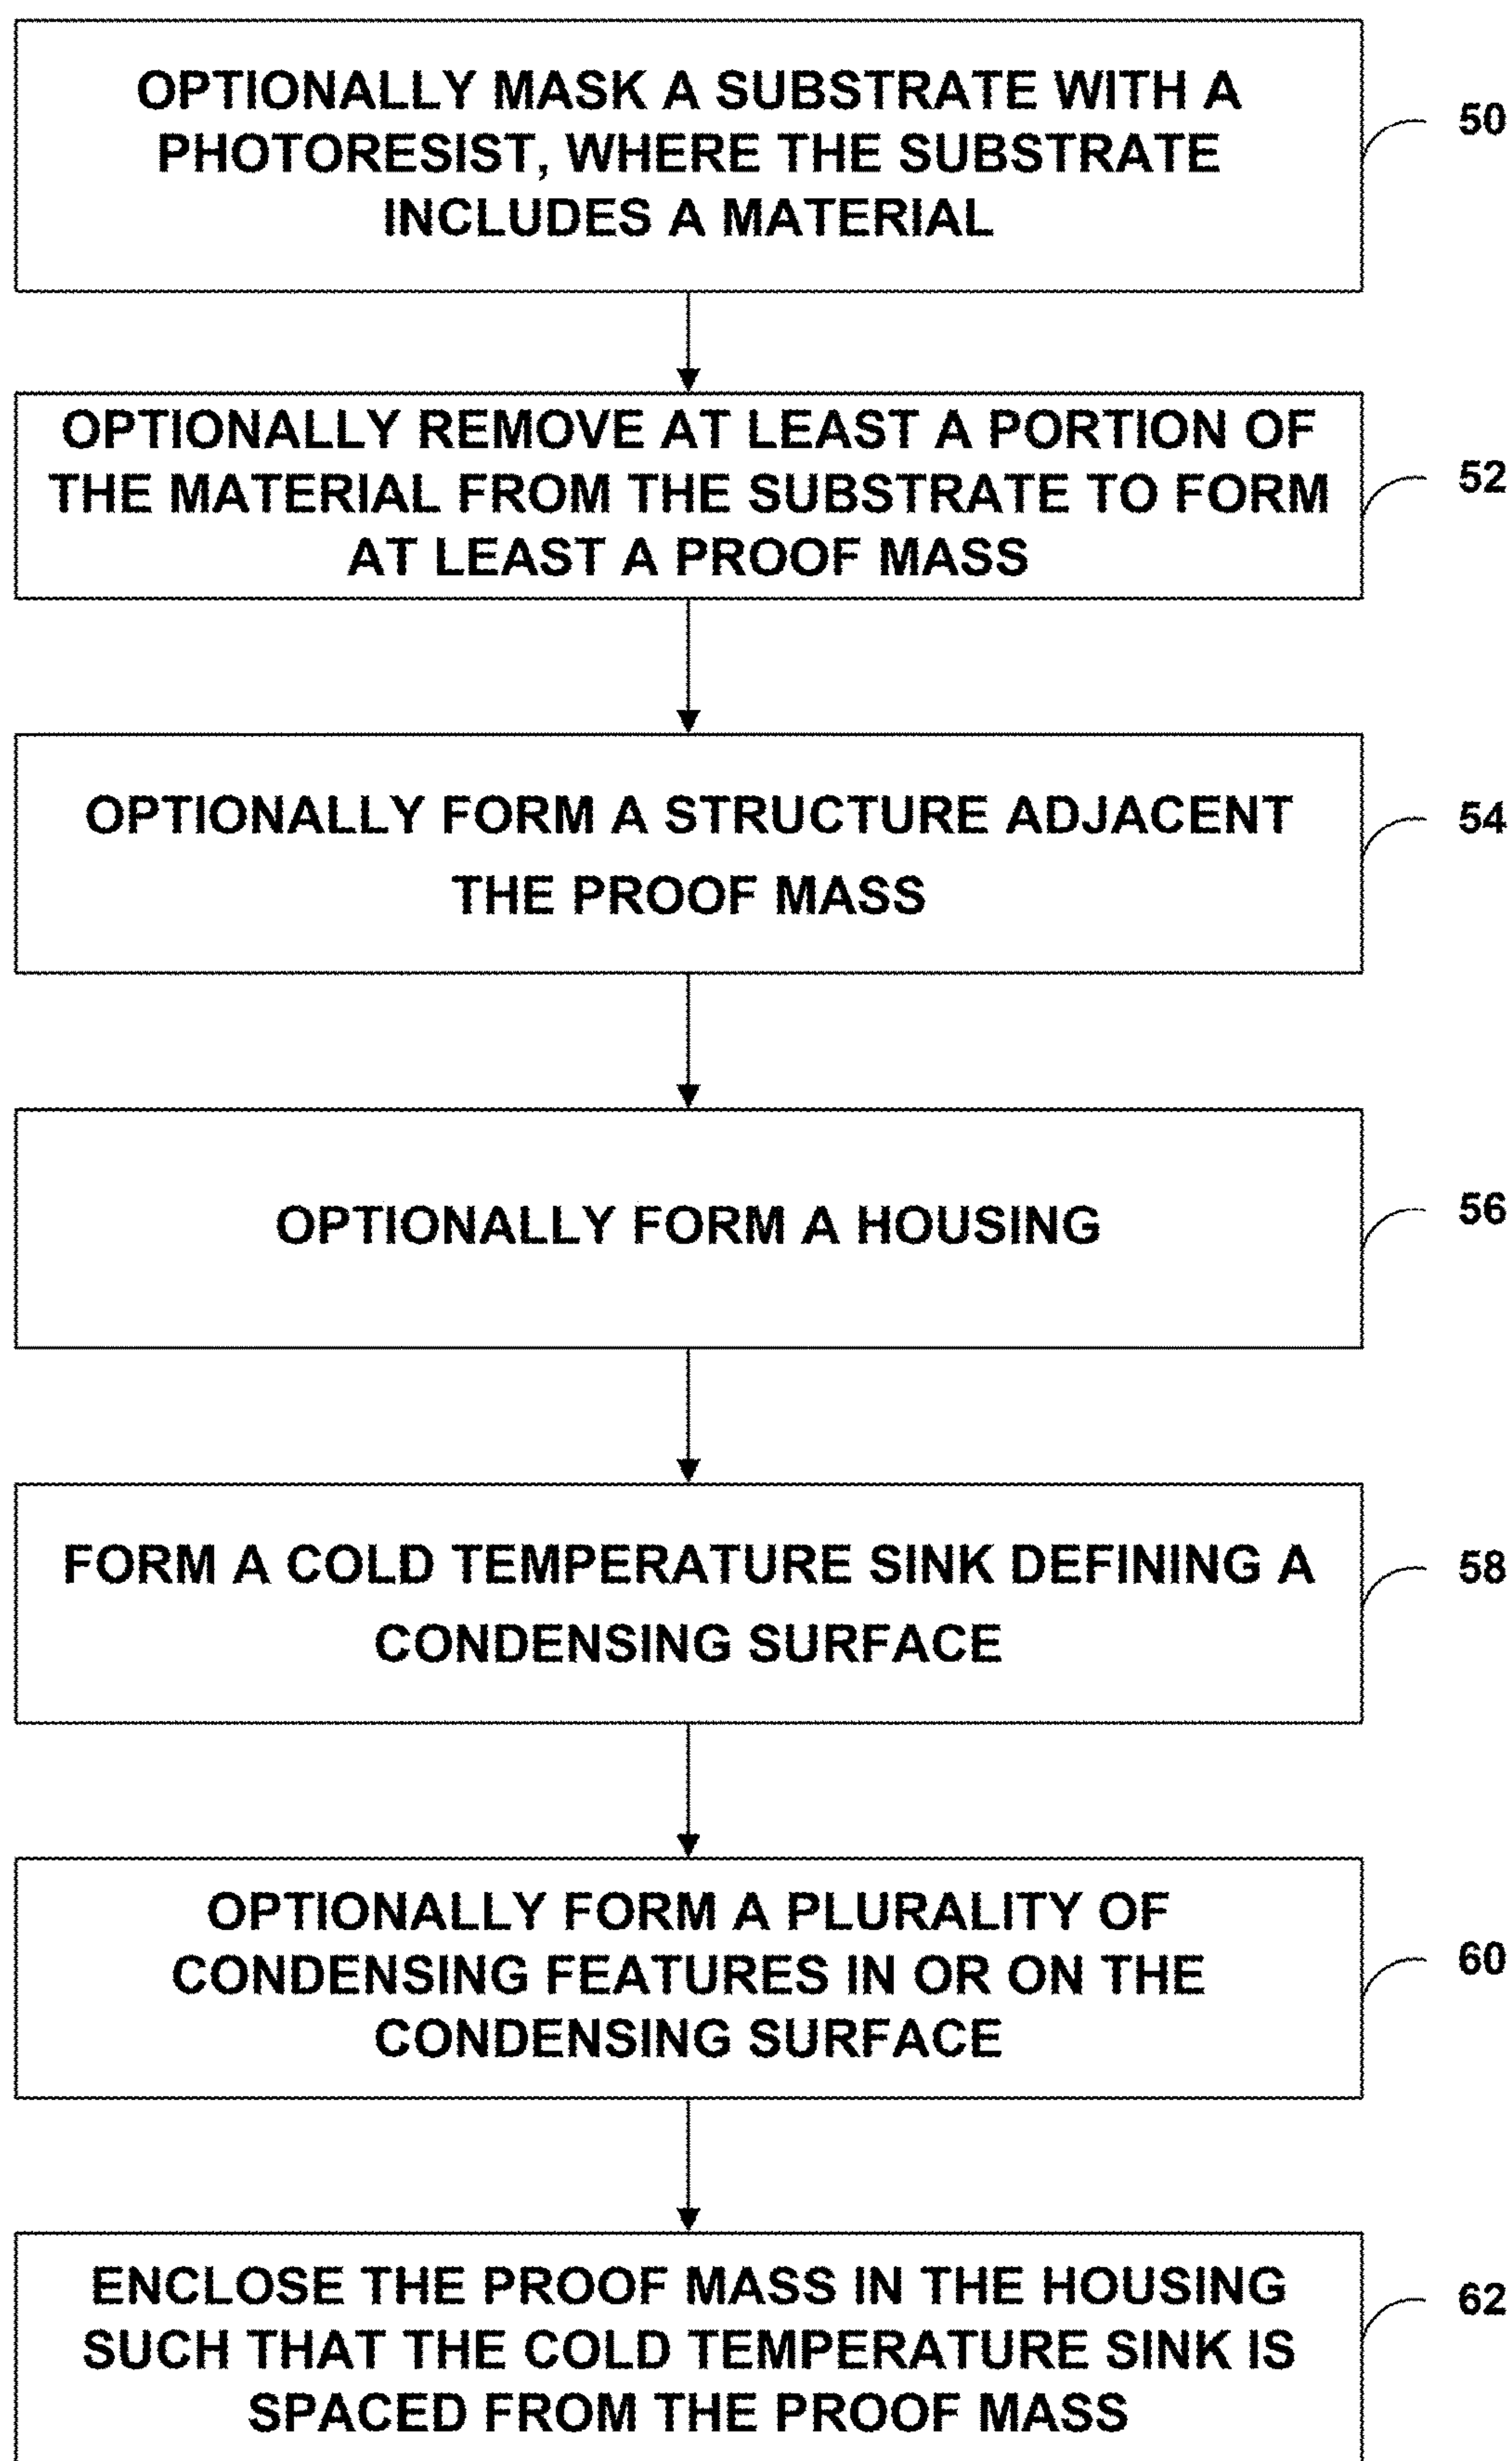 OPTIONALLY MASK A SUBSTRATE WITH A
PHOTORESIST, WHERE THE SUBSTRATE
INCLUDES A MATERIAL
50
OPTIONALLY REMOVE AT LEAST A PORTION OF
THE MATERIAL FROM THE SUBSTRATE TO FORM
AT LEAST A PROOF MASS
52
OPTIONALLY FORM A STRUCTURE ADJACENT
THE PROOF MASS
54
OPTIONALLY FORM A HOUSING
56
FORM A COLD TEMPERATURE SINK DEFINING A
CONDENSING SURFACE
58
OPTIONALLY FORM A PLURALITY OF
CONDENSING FEATURES IN OR ON THE
CONDENSING SURFACE
60
ENCLOSE THE PROOF MASS IN THE HOUSING
SUCH THAT THE COLD TEMPERATURE SINK IS
SPACED FROM THE PROOF MASS
62